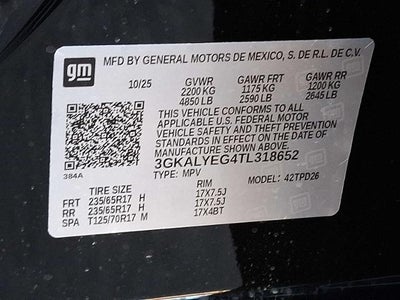 gm
MFD BY GENERAL MOTORS DE MEXICO, S. DE R.L. DE C.V.
10/25 GVWR GAWR FRT GAWR RR
2200 KG 1175 KG 1200 KG
4850 LB 2590 LB 2645 LB
THIS VEHICLE CONFORMS TO ALL
APPLICABLE U.S. FEDERAL MOTOR
VEHICLE SAFETY AND THEFT PREVENTION
STANDARDS IN EFFECT ON THE DATE OF
MANUFACTURE SHOWN ABOVE.
384A 3GKALYEG4TL318652
TYPE: MPV MODEL: 42TPD26
TIRE SIZE RIM
FRT 235/65R17 H 17X7.5J
RR 235/65R17 H 17X7.5J
SPA T125/70R17 M 17X4BT